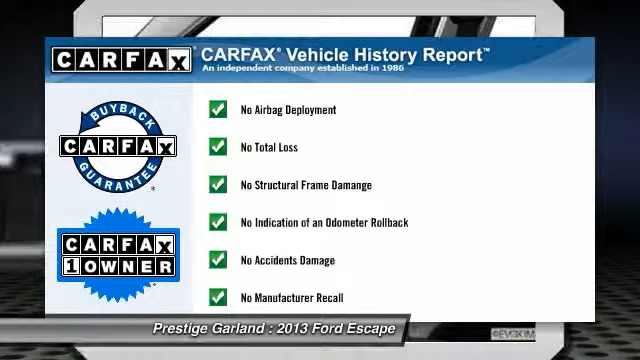 CARFAX
CARFAX® Vehicle History Report™
An independent company established in 1986
BUYBACK
CARFAX
GUARANTEE®
CARFAX
1 OWNER
No Airbag Deployment
No Total Loss
No Structural Frame Damange
No Indication of an Odometer Rollback
No Accidents Damage
No Manufacturer Recall
Prestige Garland : 2013 Ford Escape